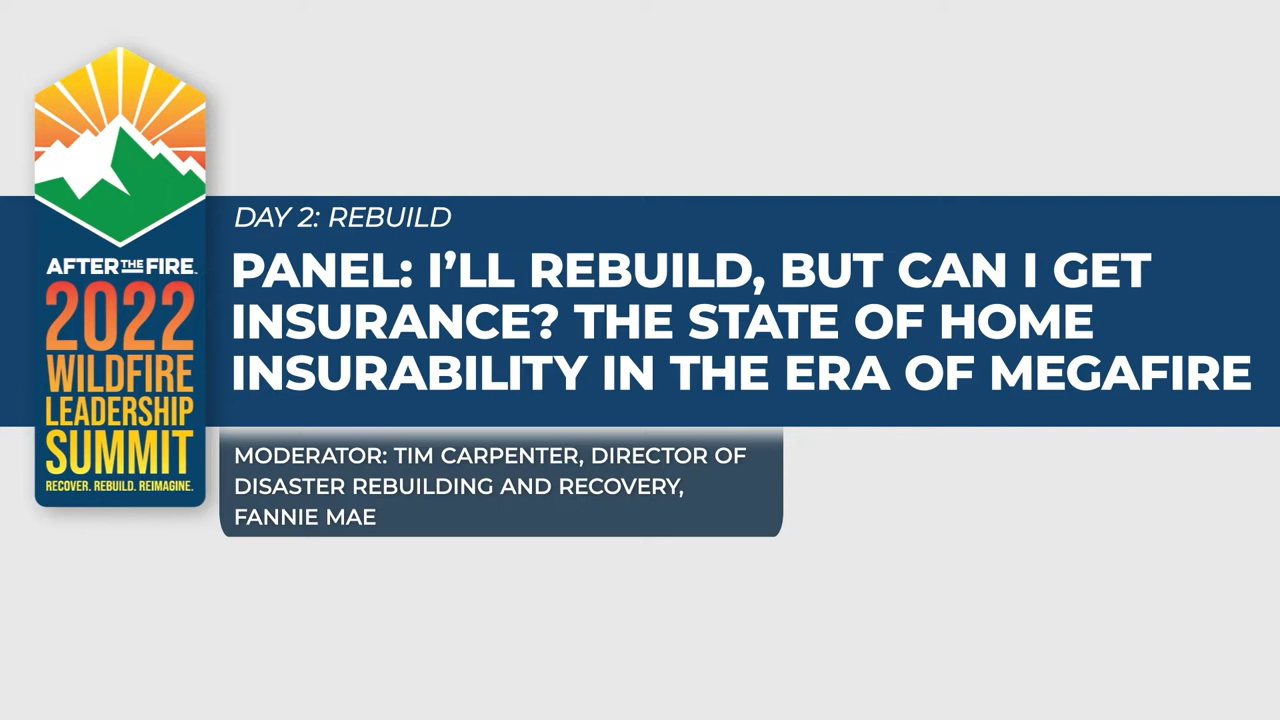 AFTER THE FIRE™
2022
WILDFIRE
LEADERSHIP
SUMMIT
RECOVER. REBUILD. REIMAGINE.
DAY 2: REBUILD
PANEL: I’LL REBUILD, BUT CAN I GET
INSURANCE? THE STATE OF HOME
INSURABILITY IN THE ERA OF MEGAFIRE
MODERATOR: TIM CARPENTER, DIRECTOR OF
DISASTER REBUILDING AND RECOVERY,
FANNIE MAE